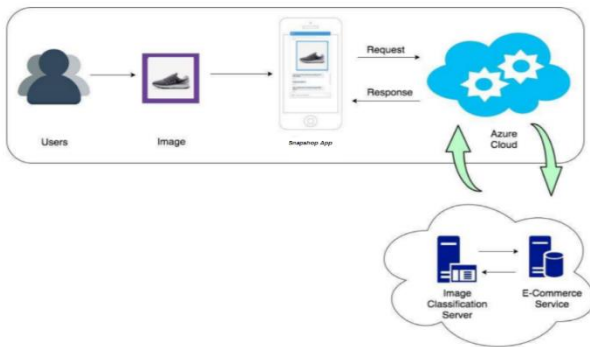 Request
Response
Users
Image
Snapshop App
Azure
Cloud
Image
Classification
Server
E-Commerce
Service